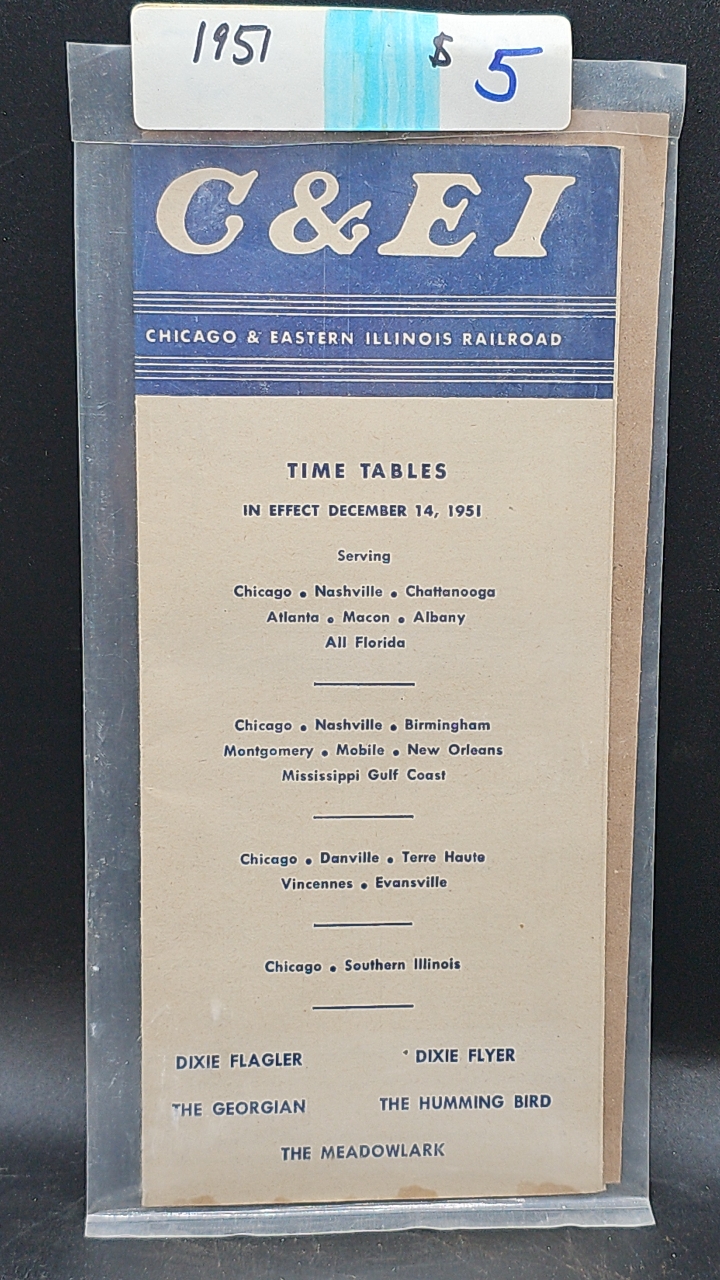 1951 $ 5
C & E I
CHICAGO & EASTERN ILLINOIS RAILROAD
TIME TABLES
IN EFFECT DECEMBER 14, 1951
Serving
Chicago • Nashville • Chattanooga
Atlanta • Macon • Albany
All Florida
Chicago • Nashville • Birmingham
Montgomery • Mobile • New Orleans
Mississippi Gulf Coast
Chicago • Danville • Terre Haute
Vincennes • Evansville
Chicago • Southern Illinois
DIXIE FLAGLER DIXIE FLYER
THE GEORGIAN THE HUMMING BIRD
THE MEADOWLARK